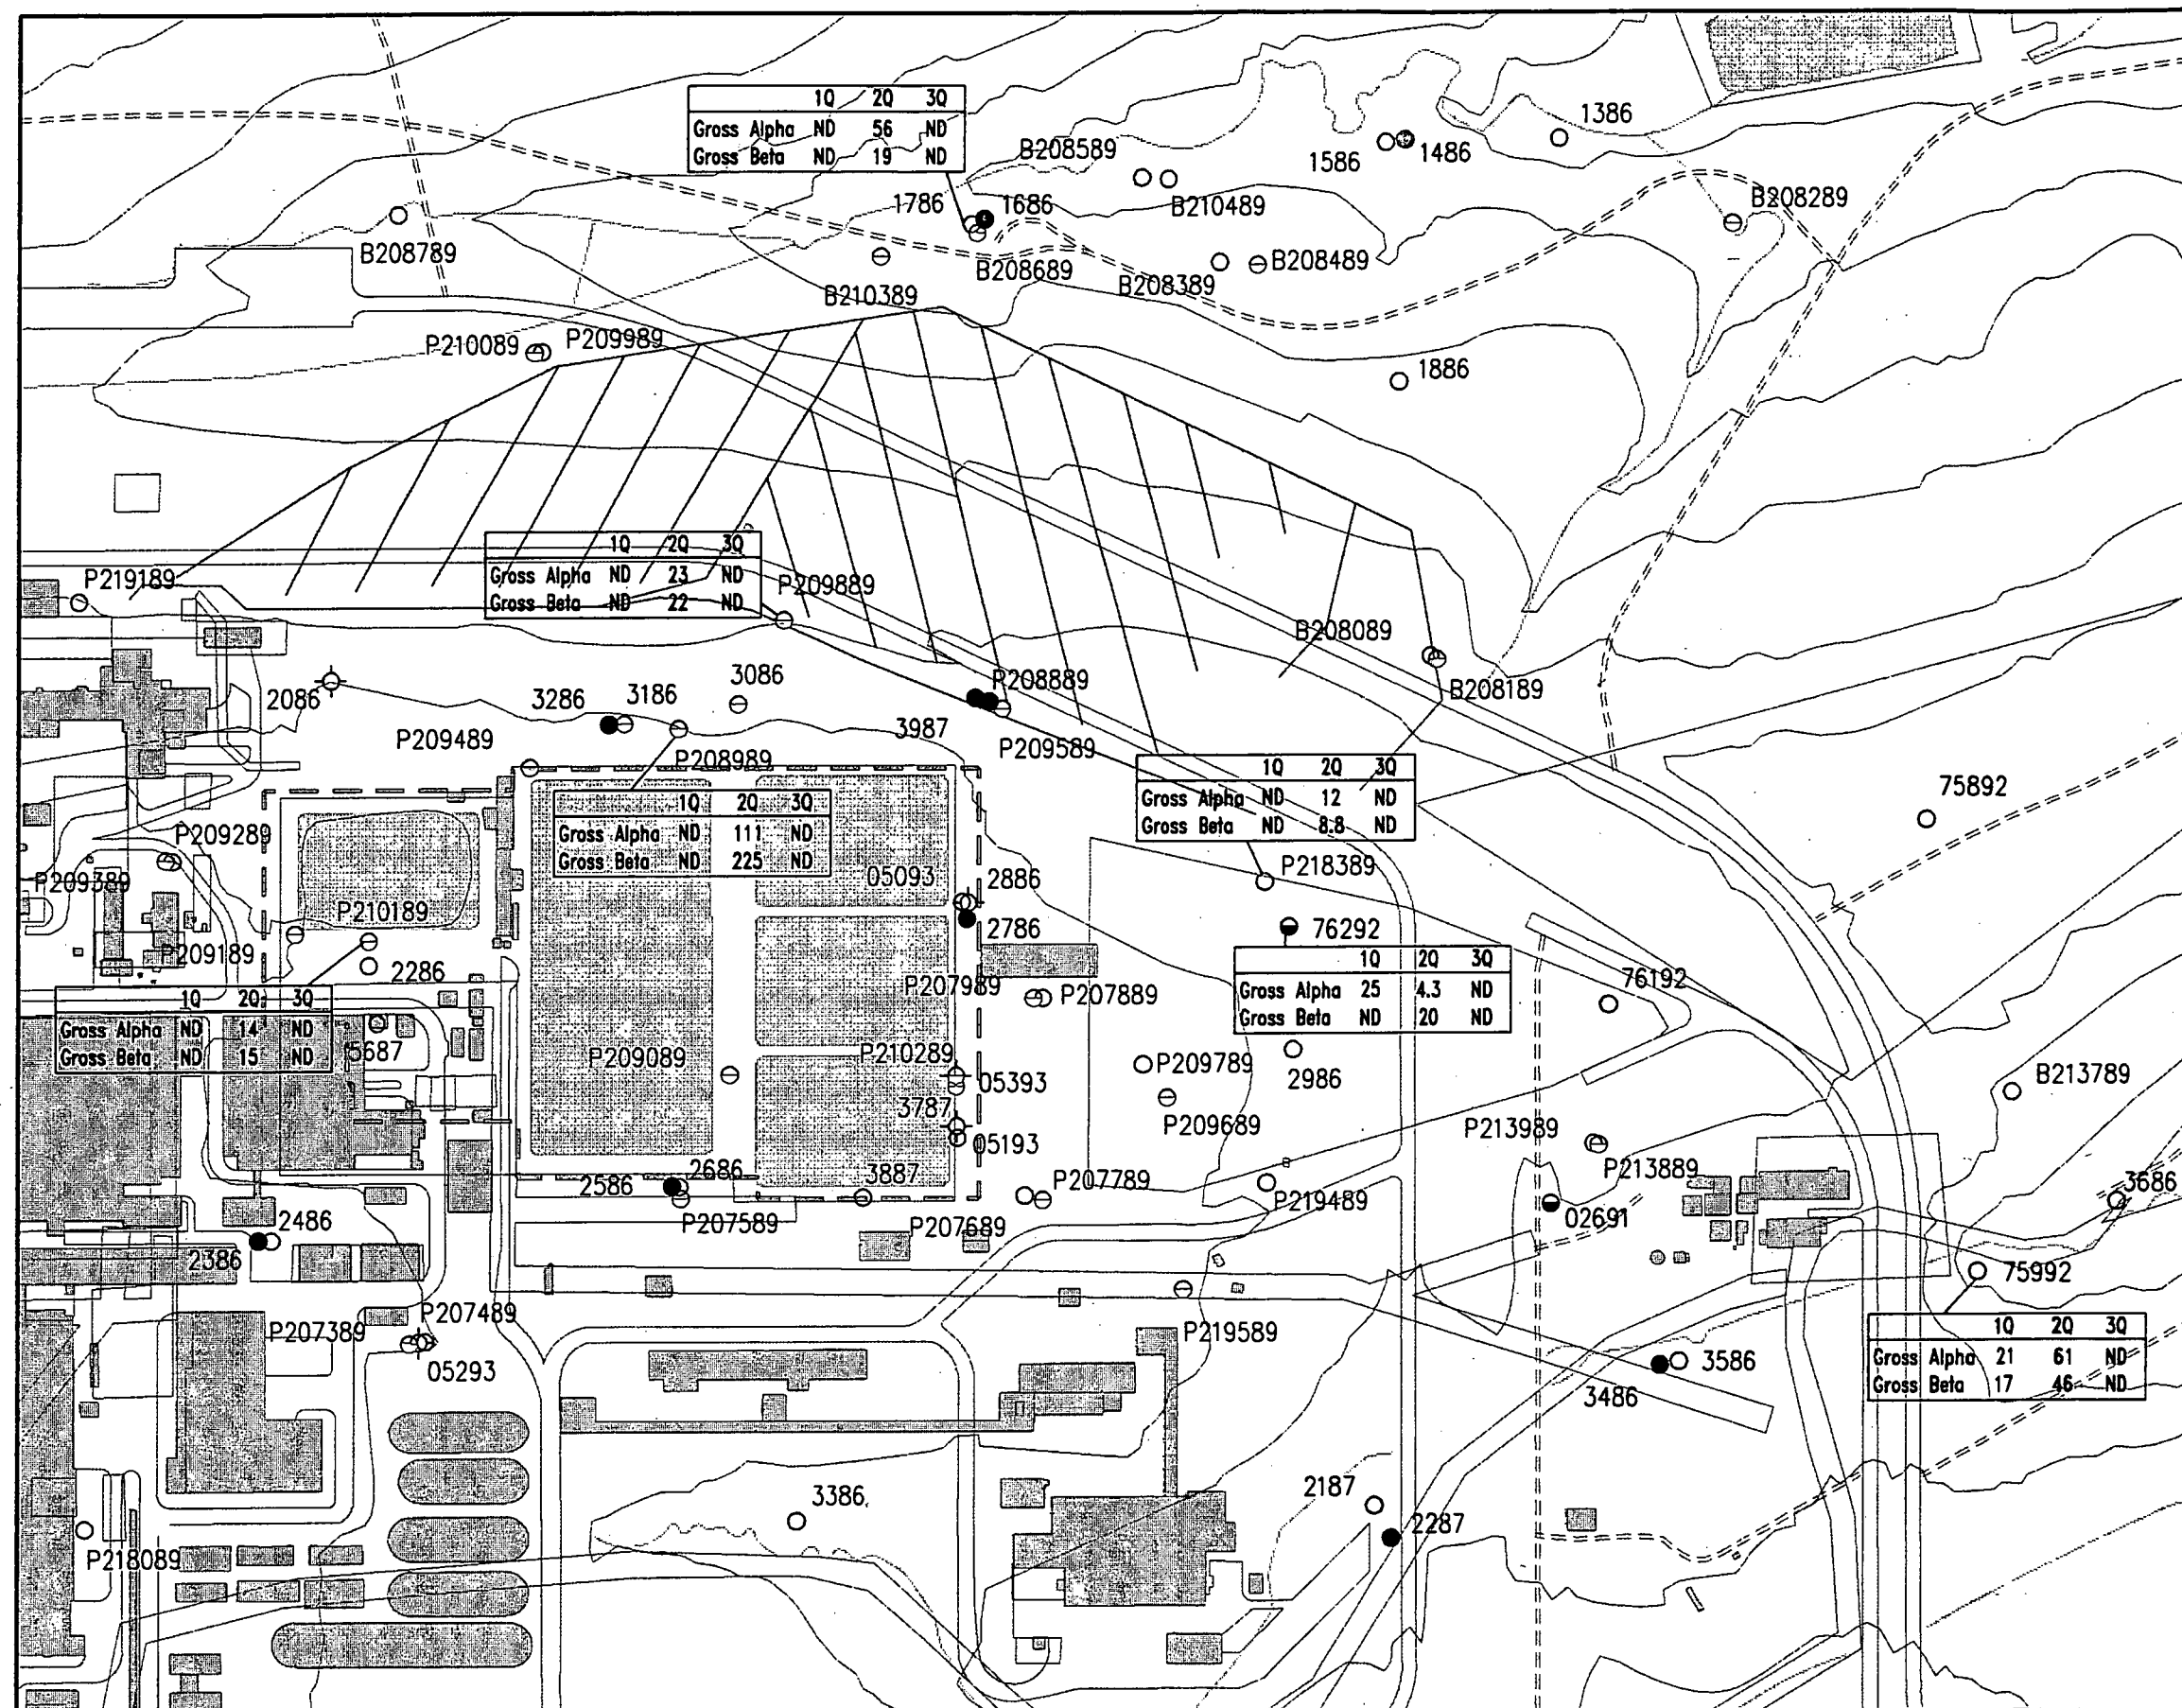 1Q 2Q 3Q
Gross Alpha ND 56 ND
Gross Beta ND 19 ND
1386
B208589
1586
1486
1786
1686
B210489
B208289
B208789
B208689
B208389
B208489
B210389
P210089
P209989
1886
1Q 2Q 3Q
Gross Alpha ND 23 ND
Gross Beta ND 22 ND
P219189
P209889
B208089
2086
3286
3186
3086
P208889
B208189
P209489
3987
P209589
P208989
1Q 2Q 3Q
Gross Alpha ND 12 ND
Gross Beta ND 8.8 ND
75892
1Q 2Q 3Q
Gross Alpha ND 111 ND
Gross Beta ND 225 ND
P209289
P209389
05093
2886
P218389
P210189
2786
76292
P209189
2286
1Q 2Q 3Q
Gross Alpha 25 4.3 ND
Gross Beta ND 20 ND
76192
P207989
P207889
1Q 2Q 3Q
Gross Alpha ND 14 ND
Gross Beta ND 15 ND
5687
P209089
P210289
05393
P209789
2986
B213789
3787
P209689
P213989
05193
P213889
2586
2686
3887
P207789
P219489
3686
P207589
P207689
02691
2486
2386
75992
P207489
P207389
P219589
05293
1Q 2Q 3Q
Gross Alpha 21 61 ND
Gross Beta 17 46 ND
3586
3486
3386
2187
2287
P218089